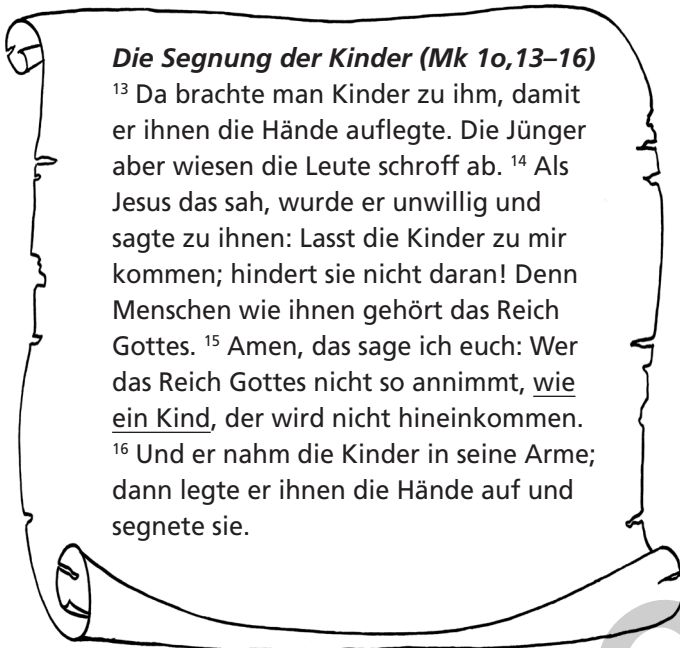 Die Segnung der Kinder (Mk 1o,13–16)
13 Da brachte man Kinder zu ihm, damit
er ihnen die Hände auflegte. Die Jünger
aber wiesen die Leute schroff ab. 14 Als
Jesus das sah, wurde er unwillig und
sagte zu ihnen: Lasst die Kinder zu mir
kommen; hindert sie nicht daran! Denn
Menschen wie ihnen gehört das Reich
Gottes. 15 Amen, das sage ich euch: Wer
das Reich Gottes nicht so annimmt, wie
ein Kind, der wird nicht hineinkommen.
16 Und er nahm die Kinder in seine Arme;
dann legte er ihnen die Hände auf und
segnete sie.